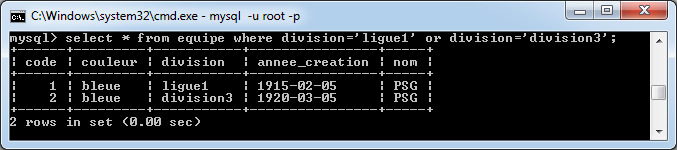 C:\Windows\system32\cmd.exe - mysql -u root -p
mysql> select * from equipe where division='ligue1' or division='division3';
+------+---------+-----------+----------------+-----+
| code | couleur | division | annee_creation | nom |
+------+---------+-----------+----------------+-----+
| 1 | bleue | ligue1 | 1915-02-05 | PSG |
| 2 | bleue | division3 | 1920-03-05 | PSG |
+------+---------+-----------+----------------+-----+
2 rows in set (0.00 sec)